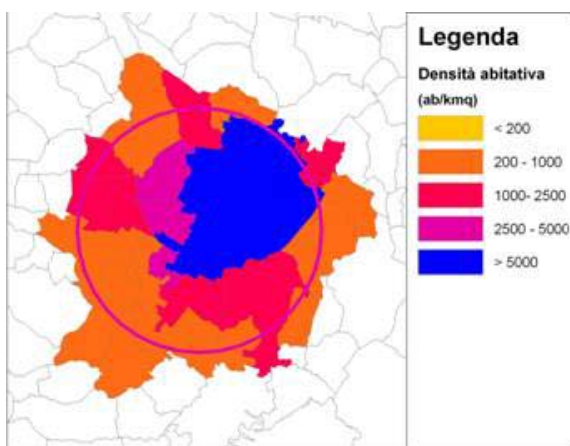 Legenda
Densità abitativa
(ab/kmq)
< 200
200 - 1000
1000- 2500
2500 - 5000
> 5000